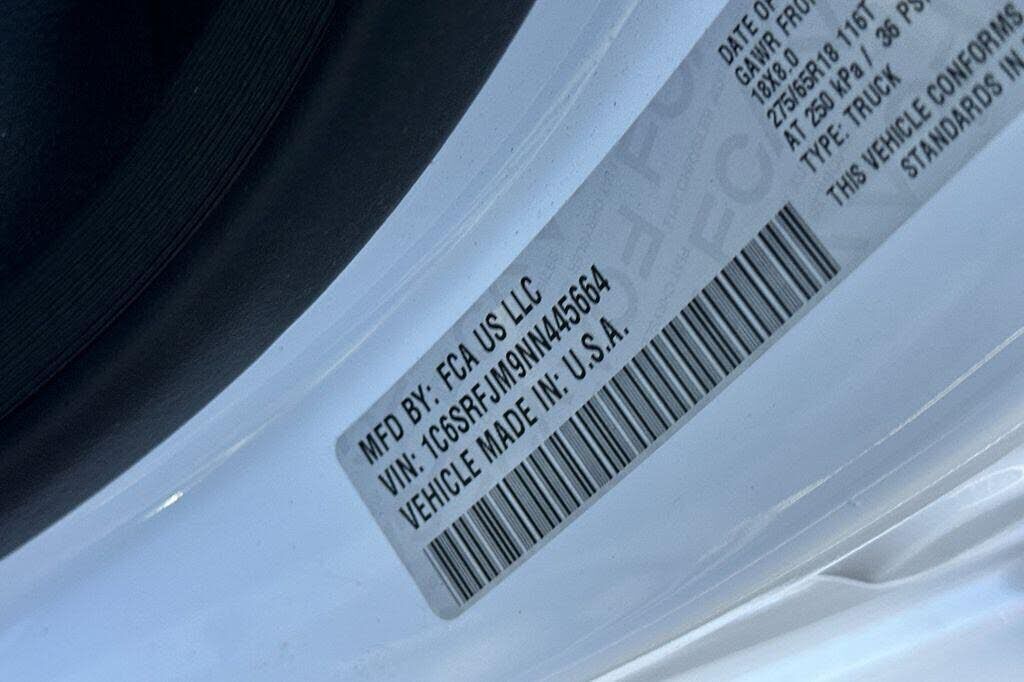 MFD BY: FCA US LLC
VIN: 1C6SRFJM9NN445664
VEHICLE MADE IN: U.S.A.
DATE OF
GAWR FRO
18X8.0
275/65R18 116T
AT 250 kPa / 36 PS
TYPE: TRUCK
THIS VEHICLE CONFORMS
STANDARDS IN